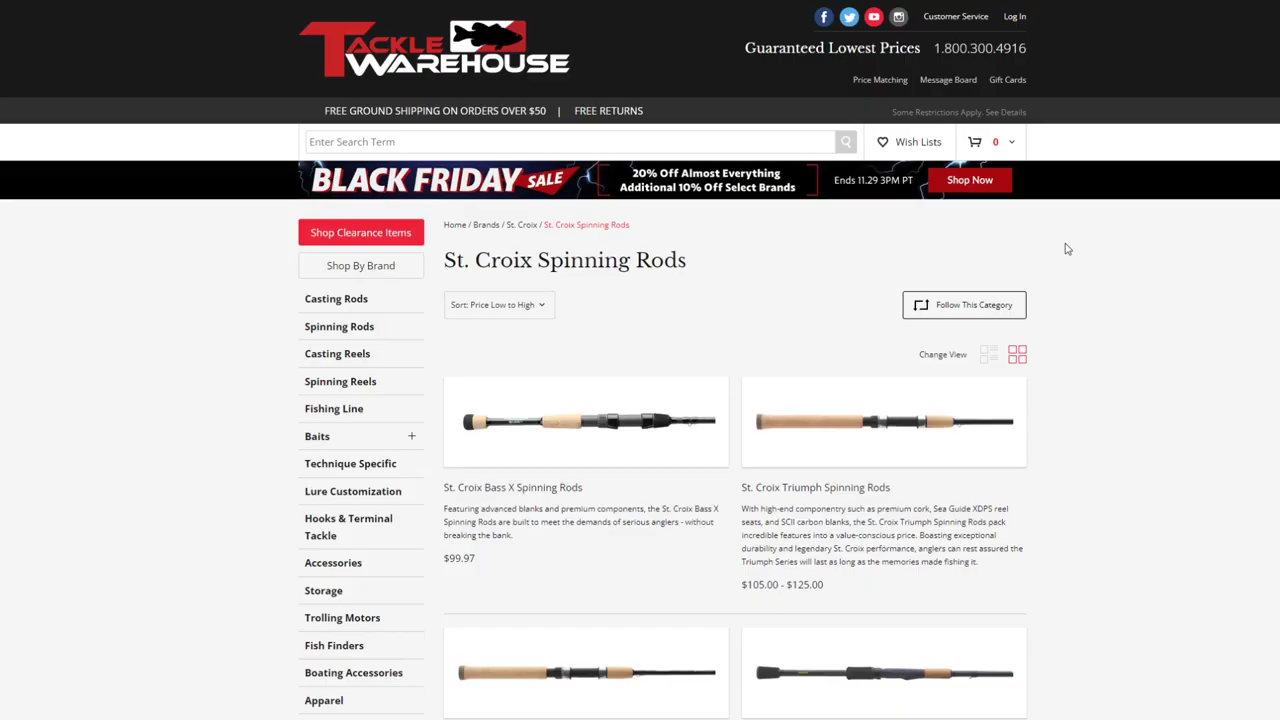 Customer Service
Log In
TACKLE
WAREHOUSE
Guaranteed Lowest Prices 1.800.300.4916
Price Matching
Message Board
Gift Cards
FREE GROUND SHIPPING ON ORDERS OVER $50 | FREE RETURNS
Some Restrictions Apply. See Details
Enter Search Term
Wish Lists
0
BLACK FRIDAY SALE
20% Off Almost Everything
Additional 10% Off Select Brands
Ends 11.29 3PM PT
Shop Now
Shop Clearance Items
Shop By Brand
Casting Rods
Spinning Rods
Casting Reels
Spinning Reels
Fishing Line
Baits +
Technique Specific
Lure Customization
Hooks & Terminal
Tackle
Accessories
Storage
Trolling Motors
Fish Finders
Boating Accessories
Apparel
Home / Brands / St. Croix / St. Croix Spinning Rods
St. Croix Spinning Rods
Sort: Price Low to High
Follow This Category
Change View
St. Croix Bass X Spinning Rods
Featuring advanced blanks and premium components, the St. Croix Bass X
Spinning Rods are built to meet the demands of serious anglers - without
breaking the bank.
$99.97
St. Croix Triumph Spinning Rods
With high-end componentry such as premium cork, Sea Guide XDPS reel
seats, and SCII carbon blanks, the St. Croix Triumph Spinning Rods pack
incredible features into a value-conscious price. Boasting exceptional
durability and legendary St. Croix performance, anglers can rest assured the
Triumph Series will last as long as the memories made fishing it.
$105.00 - $125.00